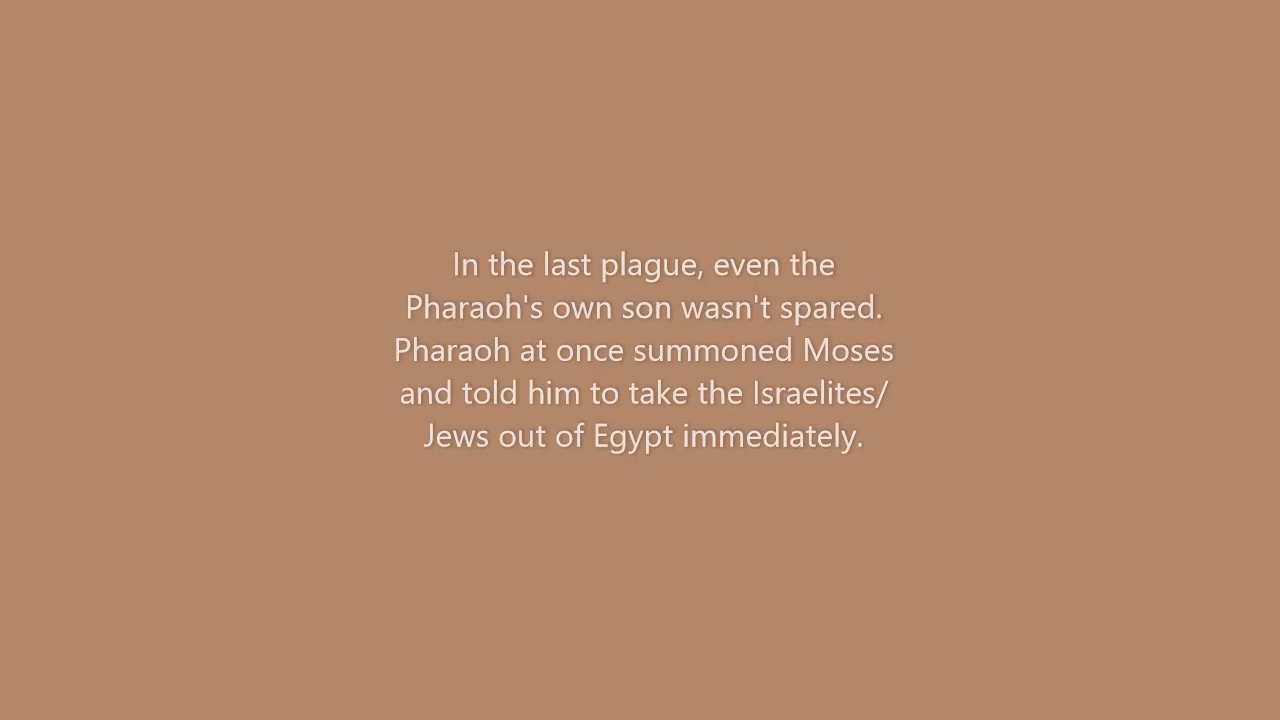 In the last plague, even the
Pharaoh's own son wasn't spared.
Pharaoh at once summoned Moses
and told him to take the Israelites/
Jews out of Egypt immediately.